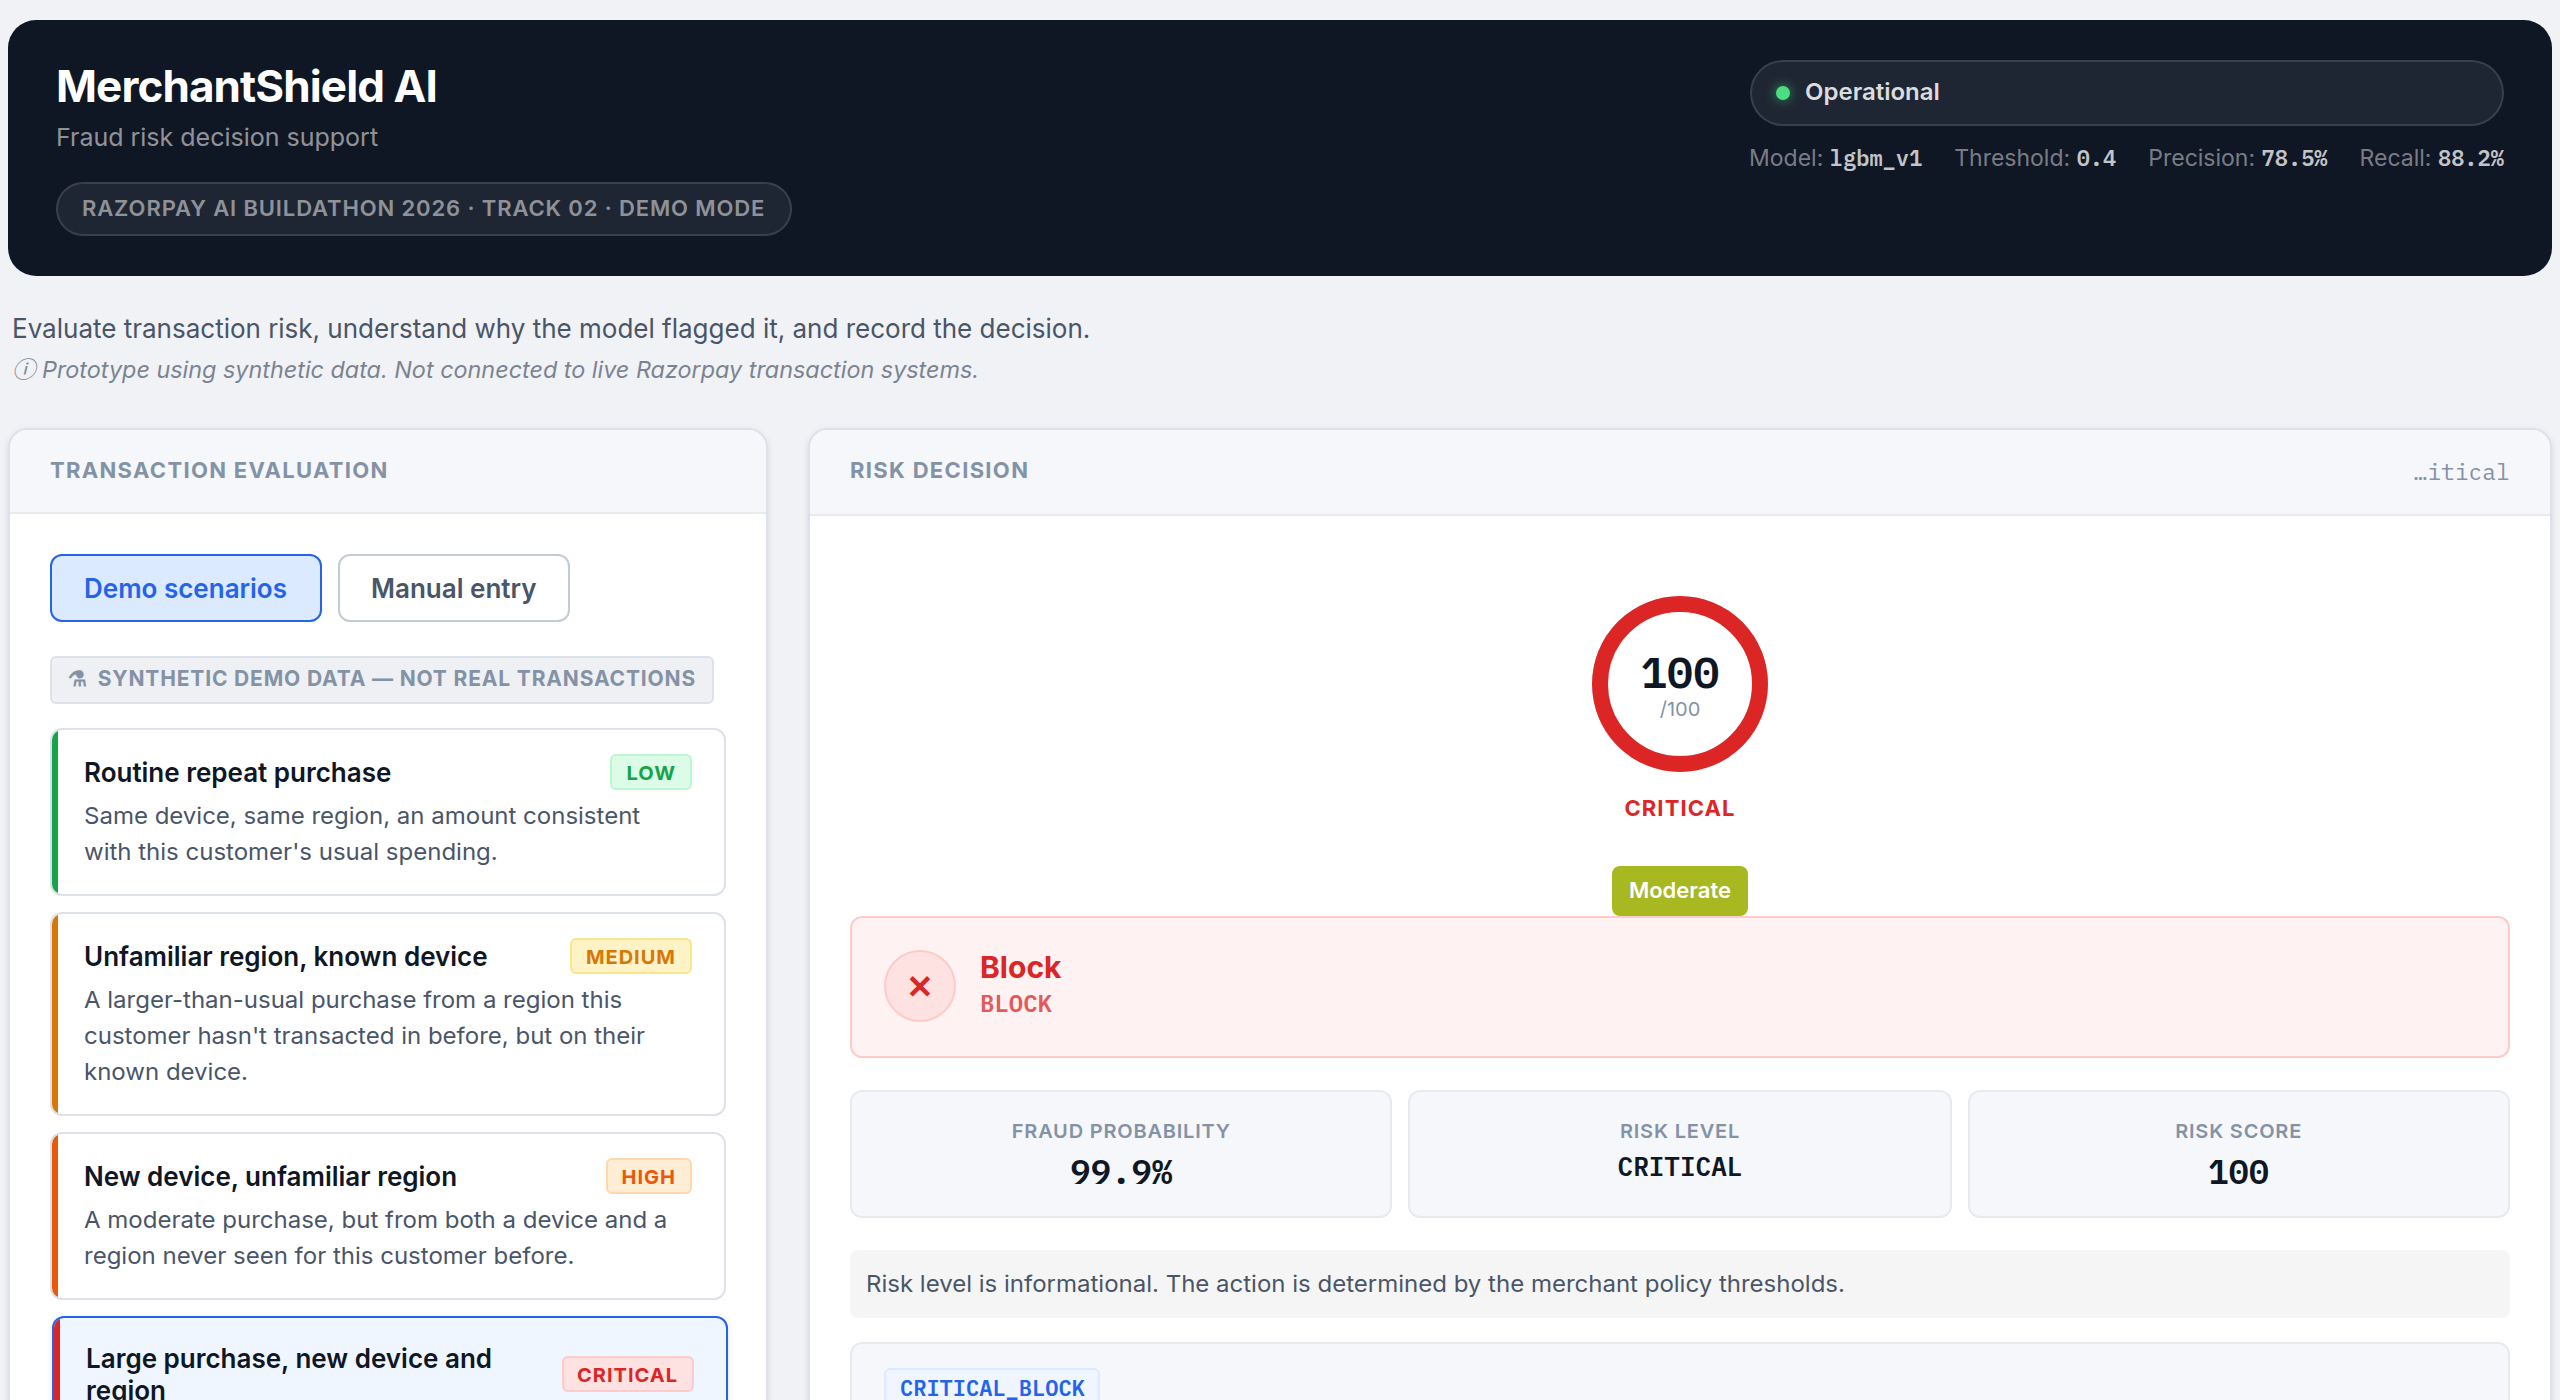 MerchantShield AI
Fraud risk decision support
RAZORPAY AI BUILDATHON 2026 · TRACK 02 · DEMO MODE
Operational
Model: lgbm_v1 Threshold: 0.4 Precision: 78.5% Recall: 88.2%
Evaluate transaction risk, understand why the model flagged it, and record the decision.
ⓘ Prototype using synthetic data. Not connected to live Razorpay transaction systems.
TRANSACTION EVALUATION
Demo scenarios
Manual entry
⚗ SYNTHETIC DEMO DATA — NOT REAL TRANSACTIONS
Routine repeat purchase
LOW
Same device, same region, an amount consistent
with this customer's usual spending.
Unfamiliar region, known device
MEDIUM
A larger-than-usual purchase from a region this
customer hasn't transacted in before, but on their
known device.
New device, unfamiliar region
HIGH
A moderate purchase, but from both a device and a
region never seen for this customer before.
Large purchase, new device and
region
CRITICAL
RISK DECISION
…itical
100
/100
CRITICAL
Moderate
✕
Block
BLOCK
FRAUD PROBABILITY
99.9%
RISK LEVEL
CRITICAL
RISK SCORE
100
Risk level is informational. The action is determined by the merchant policy thresholds.
CRITICAL_BLOCK